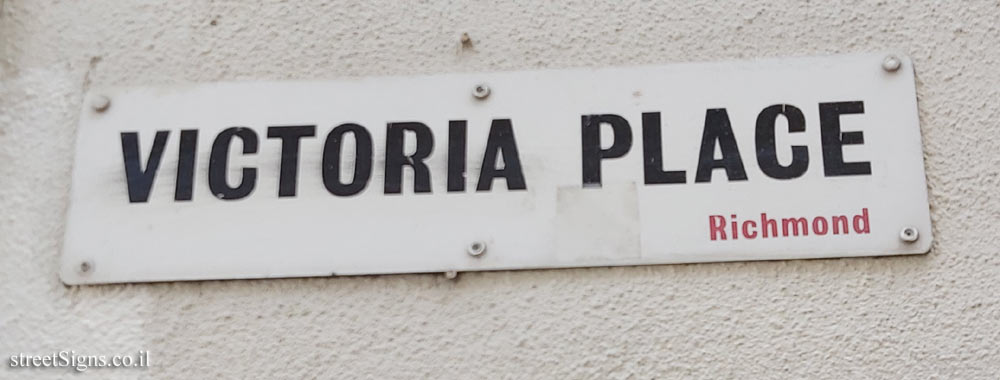 VICTORIA PLACE
Richmond
streetSigns.co.il